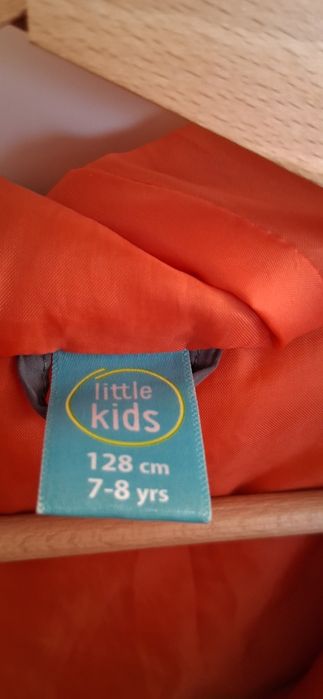 little
kids
128 cm
7-8 yrs